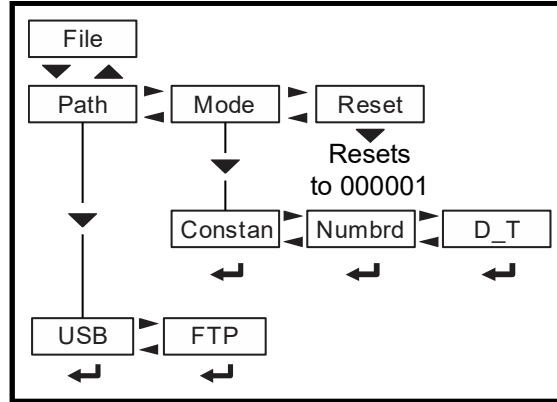 File
Path Mode Reset
Resets
to 000001
Constan Numbrd D_T
USB FTP